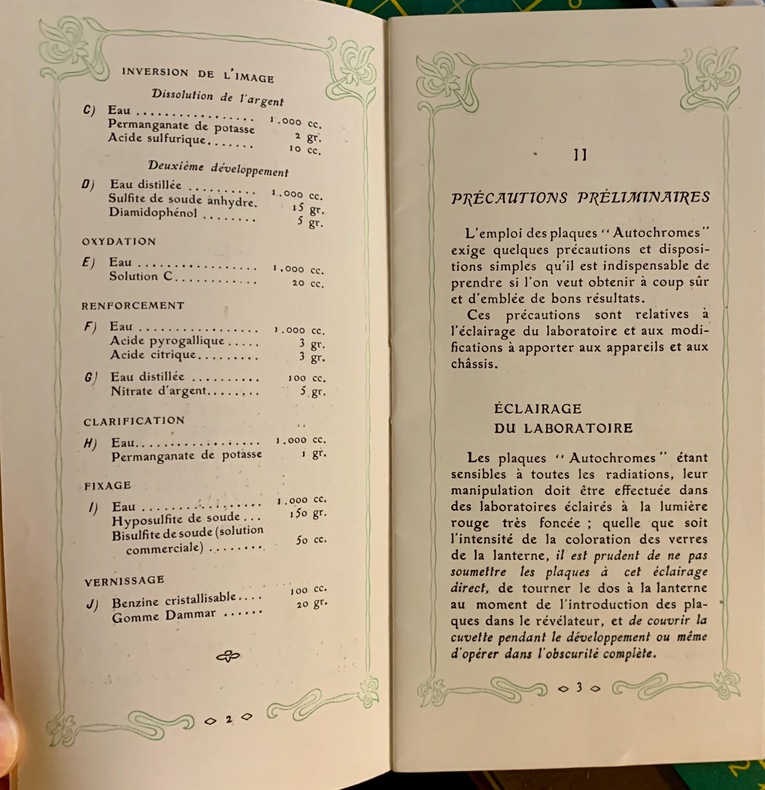 INVERSION DE L'IMAGE
Dissolution de l'argent
C) Eau ................ 1.000 cc.
Permanganate de potasse 2 gr.
Acide sulfurique....... 10 cc.
Deuxième développement
D) Eau distillée .......... 1.000 cc.
Sulfite de soude anhydre. 15 gr.
Diamidophénol ........ 5 gr.
OXYDATION
E) Eau ................ 1.000 cc.
Solution C............ 20 cc.
RENFORCEMENT
F) Eau ................ 1.000 cc.
Acide pyrogallique ..... 3 gr.
Acide citrique......... 3 gr.
G) Eau distillée .......... 100 cc.
Nitrate d'argent........ 5 gr.
CLARIFICATION
H) Eau.................. 1.000 cc.
Permanganate de potasse 1 gr.
FIXAGE
I) Eau ................ 1.000 cc.
Hyposulfite de soude ... 150 gr.
Bisulfite de soude (solution
commerciale) ........ 50 cc.
VERNISSAGE
J) Benzine cristallisable.... 100 cc.
Gomme Dammar ...... 20 gr.
2
II
PRÉCAUTIONS PRÉLIMINAIRES
L'emploi des plaques “ Autochromes ”
exige quelques précautions et disposi-
tions simples qu'il est indispensable de
prendre si l'on veut obtenir à coup sûr
et d'emblée de bons résultats.
Ces précautions sont relatives à
l'éclairage du laboratoire et aux modi-
fications à apporter aux appareils et aux
châssis.
ÉCLAIRAGE
DU LABORATOIRE
Les plaques “ Autochromes ” étant
sensibles à toutes les radiations, leur
manipulation doit être effectuée dans
des laboratoires éclairés à la lumière
rouge très foncée ; quelle que soit
l'intensité de la coloration des verres
de la lanterne, il est prudent de ne pas
soumettre les plaques à cet éclairage
direct, de tourner le dos à la lanterne
au moment de l'introduction des pla-
ques dans le révélateur, et de couvrir la
cuvette pendant le développement ou même
d'opérer dans l'obscurité complète.
3